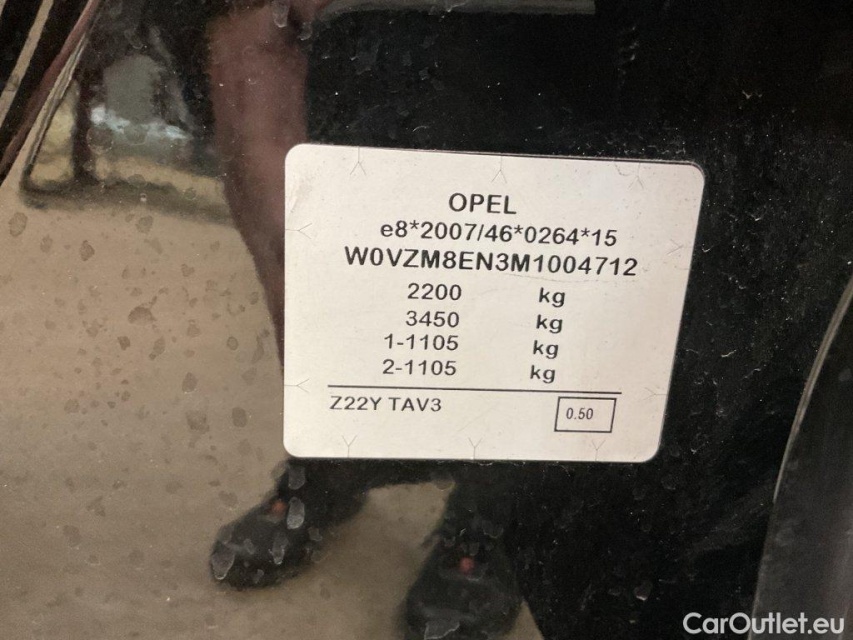 OPEL
e8*2007/46*0264*15
W0VZM8EN3M1004712
2200 kg
3450 kg
1-1105 kg
2-1105 kg
Z22Y TAV3 0.50
CarOutlet.eu